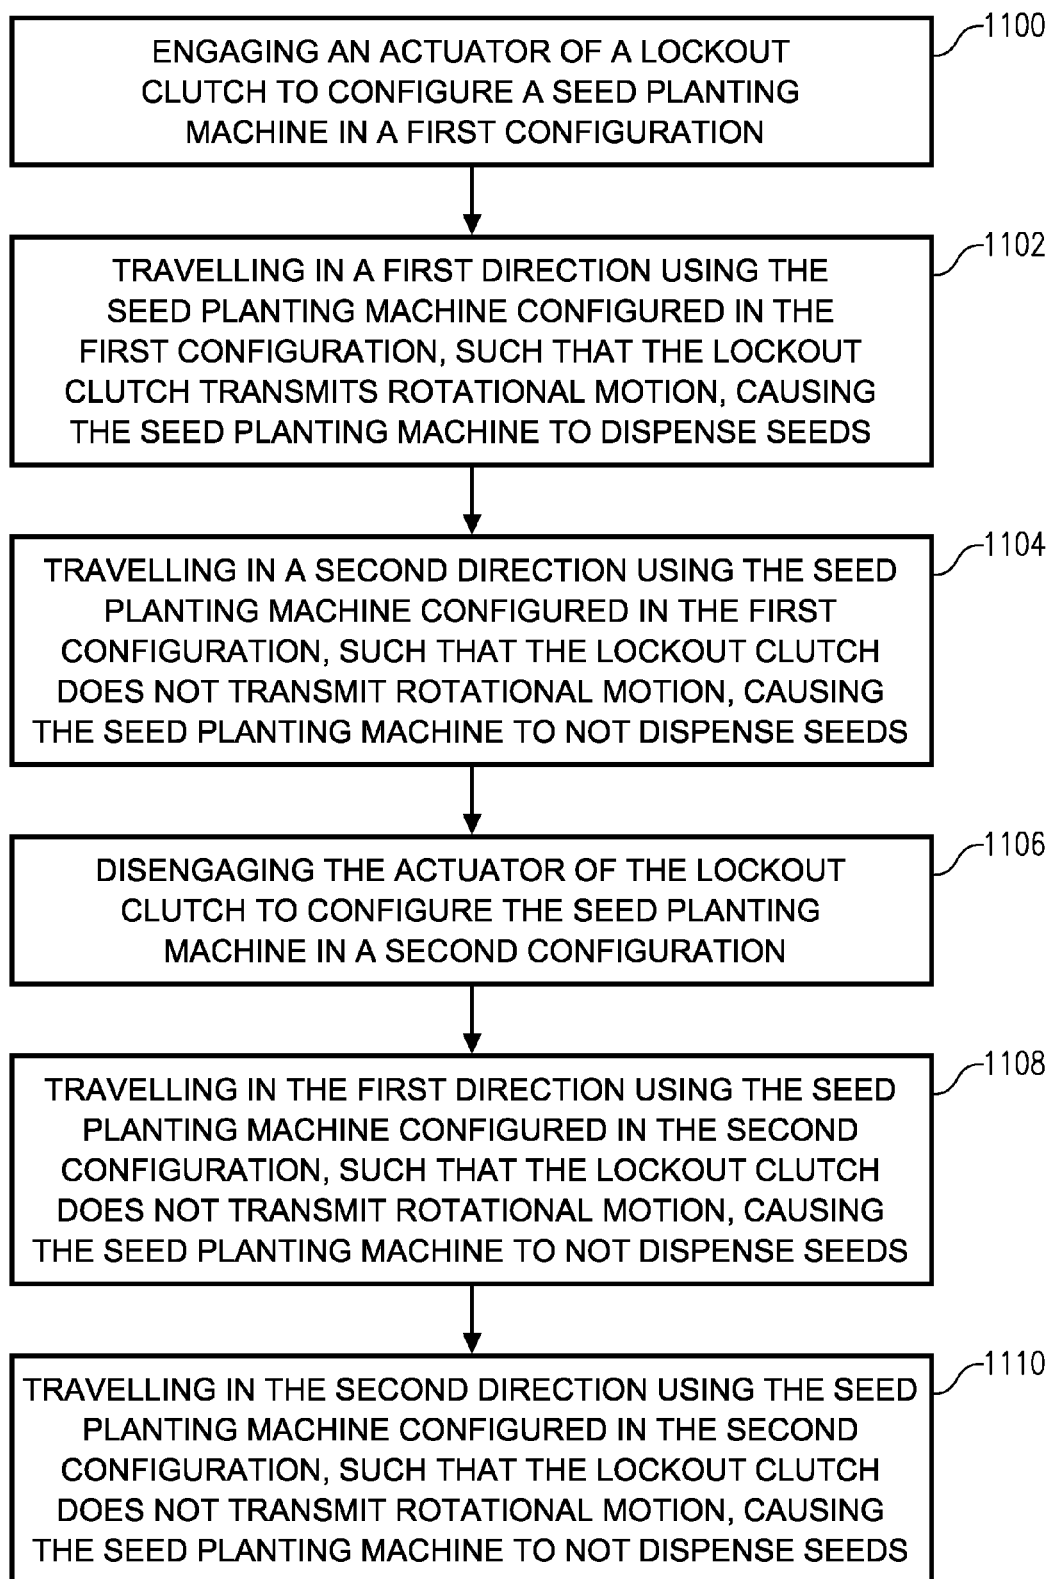 1100
ENGAGING AN ACTUATOR OF A LOCKOUT
CLUTCH TO CONFIGURE A SEED PLANTING
MACHINE IN A FIRST CONFIGURATION
1102
TRAVELLING IN A FIRST DIRECTION USING THE
SEED PLANTING MACHINE CONFIGURED IN THE
FIRST CONFIGURATION, SUCH THAT THE LOCKOUT
CLUTCH TRANSMITS ROTATIONAL MOTION, CAUSING
THE SEED PLANTING MACHINE TO DISPENSE SEEDS
1104
TRAVELLING IN A SECOND DIRECTION USING THE SEED
PLANTING MACHINE CONFIGURED IN THE FIRST
CONFIGURATION, SUCH THAT THE LOCKOUT CLUTCH
DOES NOT TRANSMIT ROTATIONAL MOTION, CAUSING
THE SEED PLANTING MACHINE TO NOT DISPENSE SEEDS
1106
DISENGAGING THE ACTUATOR OF THE LOCKOUT
CLUTCH TO CONFIGURE THE SEED PLANTING
MACHINE IN A SECOND CONFIGURATION
1108
TRAVELLING IN THE FIRST DIRECTION USING THE SEED
PLANTING MACHINE CONFIGURED IN THE SECOND
CONFIGURATION, SUCH THAT THE LOCKOUT CLUTCH
DOES NOT TRANSMIT ROTATIONAL MOTION, CAUSING
THE SEED PLANTING MACHINE TO NOT DISPENSE SEEDS
1110
TRAVELLING IN THE SECOND DIRECTION USING THE SEED
PLANTING MACHINE CONFIGURED IN THE SECOND
CONFIGURATION, SUCH THAT THE LOCKOUT CLUTCH
DOES NOT TRANSMIT ROTATIONAL MOTION, CAUSING
THE SEED PLANTING MACHINE TO NOT DISPENSE SEEDS